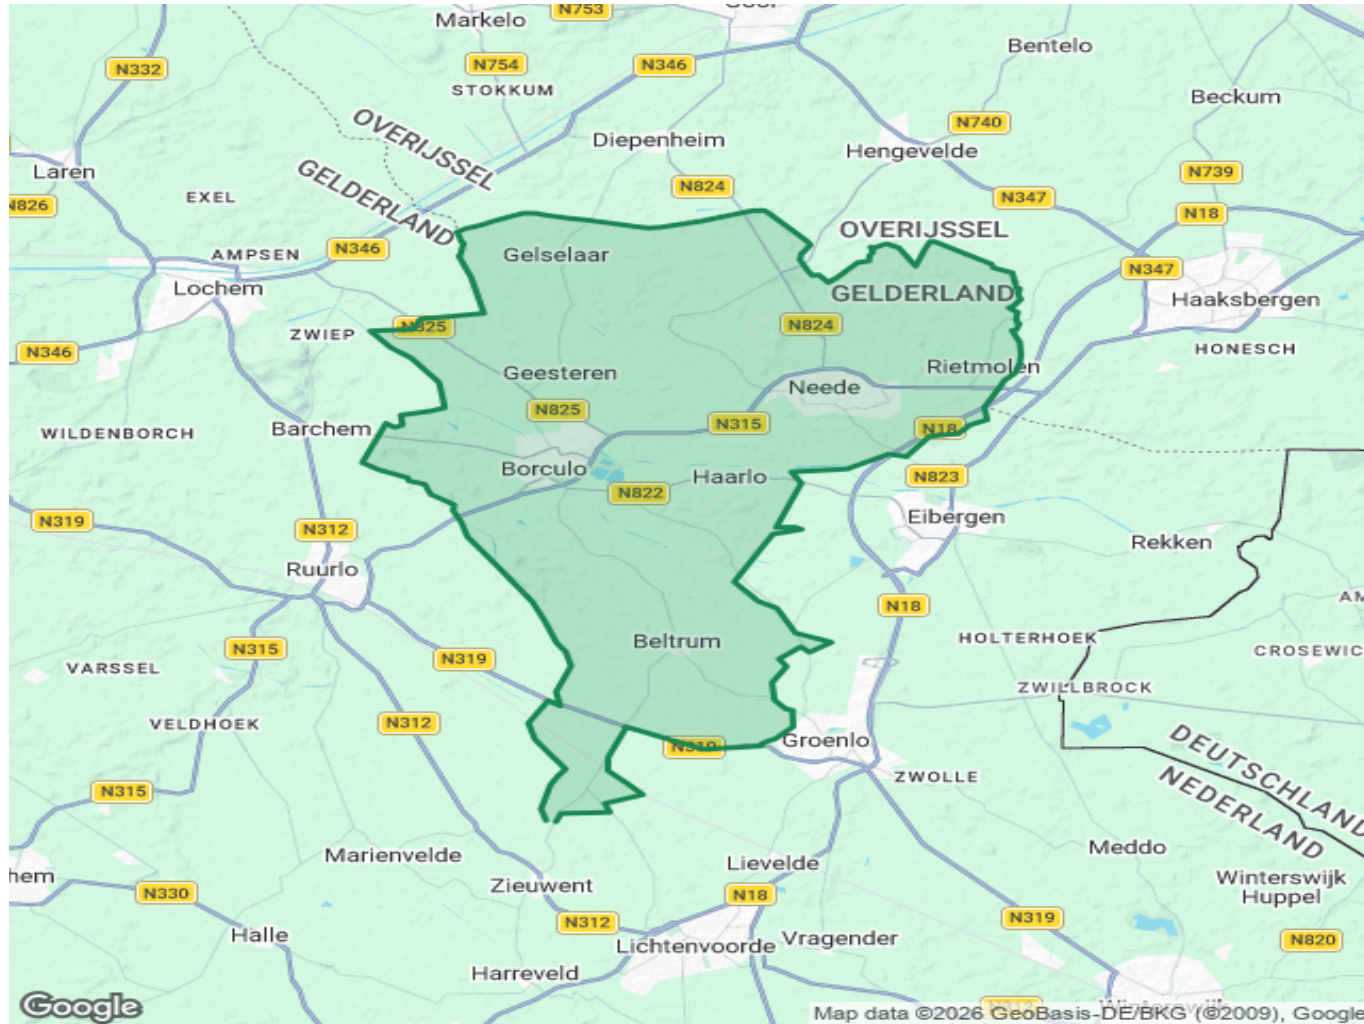 N753
Markelo
Bentelo
N332
N754
N346
STOKKUM
Beckum
OVERIJSSEL
N740
Diepenheim
Hengevelde
Laren
GELDERLAND
N739
N824
EXEL
N347
N826
N18
OVERIJSSEL
N346
AMPSEN
Gelselaar
N347
Lochem
GELDERLAND
Haaksbergen
N825
N824
ZWIEP
HONESCH
N346
Rietmolen
Geesteren
Neede
N825
N315
Barchem
N18
WILDENBORCH
Borculo
Haarlo
N823
N822
Eibergen
N319
N312
Rekken
Ruurlo
N18
HOLTERHOEK
Beltrum
N315
CROSEWIC
N319
VARSSEL
ZWILLBROCK
N312
VELDHOEK
DEUTSCHLAND
Groenlo
N319
ZWOLLE
N315
NEDERLAND
Meddo
Marienvelde
Lievelde
hem
Zieuwent
Winterswijk
Huppel
N330
N18
N312
N319
Halle
Vragender
N820
Lichtenvoorde
Harreveld
Google
Map data ©2026 GeoBasis-DE/BKG (©2009), Google